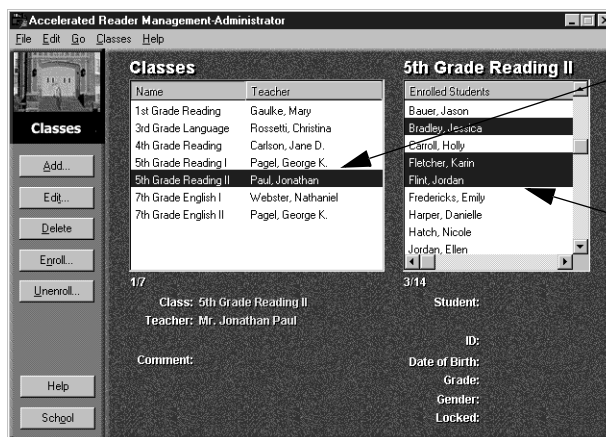 Accelerated Reader Management-Administrator
File Edit Go Classes Help
Classes
Add...
Edit...
Delete
Enroll...
Unenroll...
Help
School
Classes
Name Teacher
1st Grade Reading Gaulke, Mary
3rd Grade Language Rossetti, Christina
4th Grade Reading Carlson, Jane D.
5th Grade Reading I Pagel, George K.
5th Grade Reading II Paul, Jonathan
7th Grade English I Webster, Nathaniel
7th Grade English II Pagel, George K.
1/7
Class: 5th Grade Reading II
Teacher: Mr. Jonathan Paul
Comment:
5th Grade Reading II
Enrolled Students
Bauer, Jason
Bradley, Jessica
Carroll, Holly
Fletcher, Karin
Flint, Jordan
Fredericks, Emily
Harper, Danielle
Hatch, Nicole
Jordan, Ellen
3/14
Student:
ID:
Date of Birth:
Grade:
Gender:
Locked: